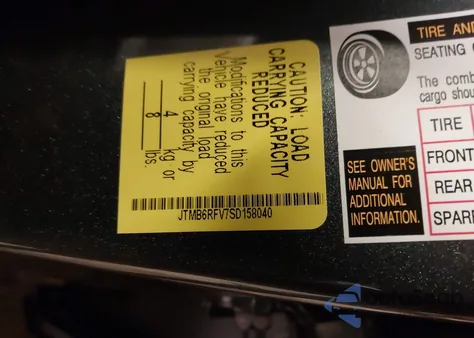 CAUTION: LOAD
CARRYING CAPACITY
REDUCED
Modifications to this
Vehicle have reduced
the original load
carrying capacity by
4 kg or
8 lbs.
JTMB6RFV7SD158040
TIRE AND
SEATING
The comb
cargo shou
TIRE
FRONT
REAR
SPARE
SEE OWNER'S
MANUAL FOR
ADDITIONAL
INFORMATION.